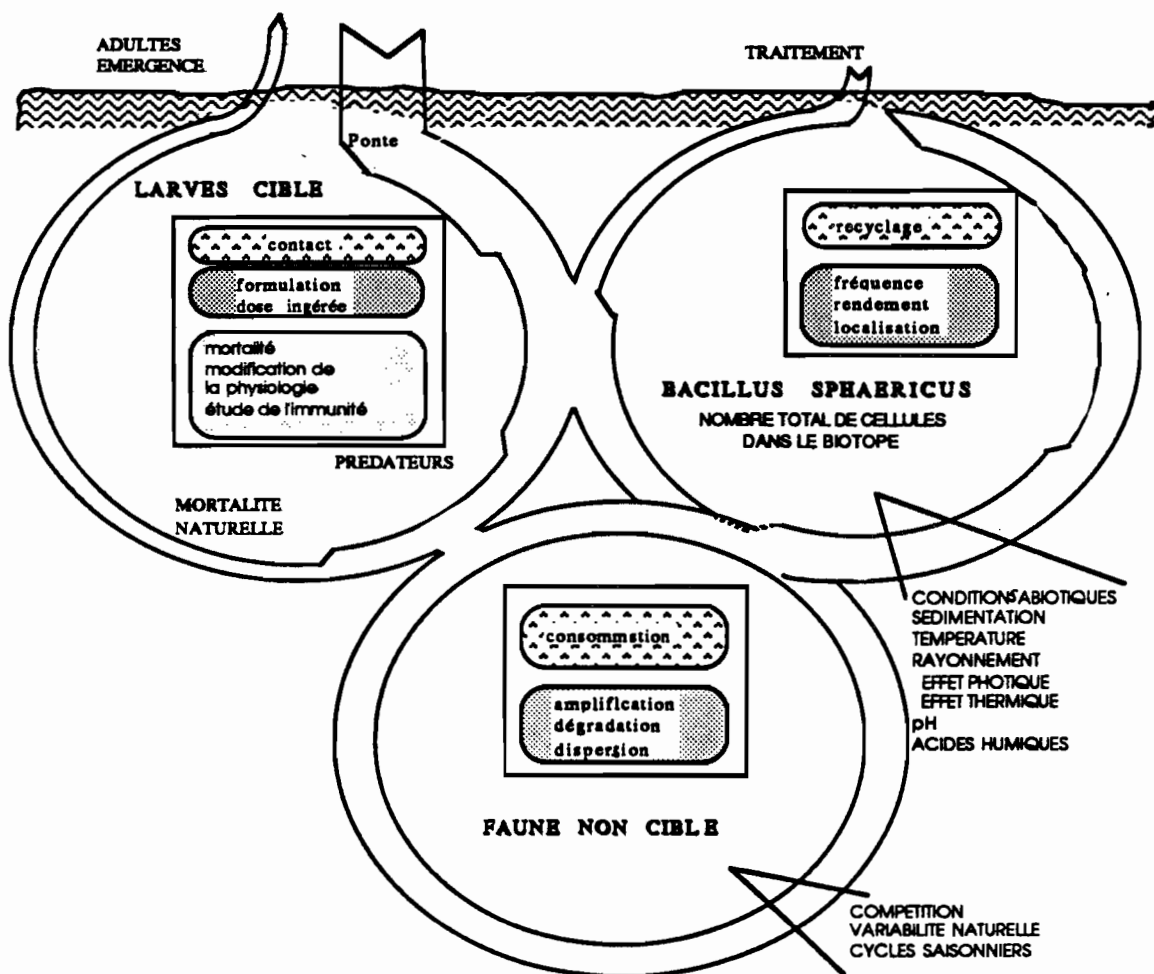 ADULTES
EMERGENCE
TRAITEMENT
Ponte
LARVES CIBLE
contact
formulation
dose ingérée
mortalité
modification de
la physiologie
étude de l'immunité
PREDATEURS
MORTALITE
NATURELLE
recyclage
fréquence
rendement
localisation
BACILLUS SPHAERICUS
NOMBRE TOTAL DE CELLULES
DANS LE BIOTOPE
CONDITIONS ABIOTIQUES
SEDIMENTATION
TEMPERATURE
RAYONNEMENT
EFFET PHOTIQUE
EFFET THERMIQUE
pH
ACIDES HUMIQUES
consommstion
amplification
dégradation
dispersion
FAUNE NON CIBLE
COMPETITION
VARIABILITE NATURELLE
CYCLES SAISONNIERS